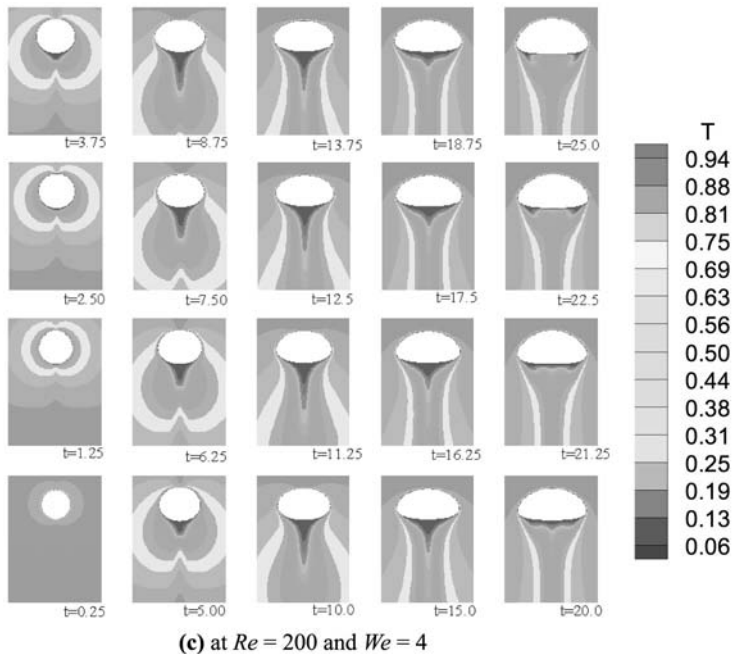 t=3.75 t=8.75 t=13.75 t=18.75 t=25.0
t=2.50 t=7.50 t=12.5 t=17.5 t=22.5
t=1.25 t=6.25 t=11.25 t=16.25 t=21.25
t=0.25 t=5.00 t=10.0 t=15.0 t=20.0
T
0.94
0.88
0.81
0.75
0.69
0.63
0.56
0.50
0.44
0.38
0.31
0.25
0.19
0.13
0.06
(c) at Re = 200 and We = 4